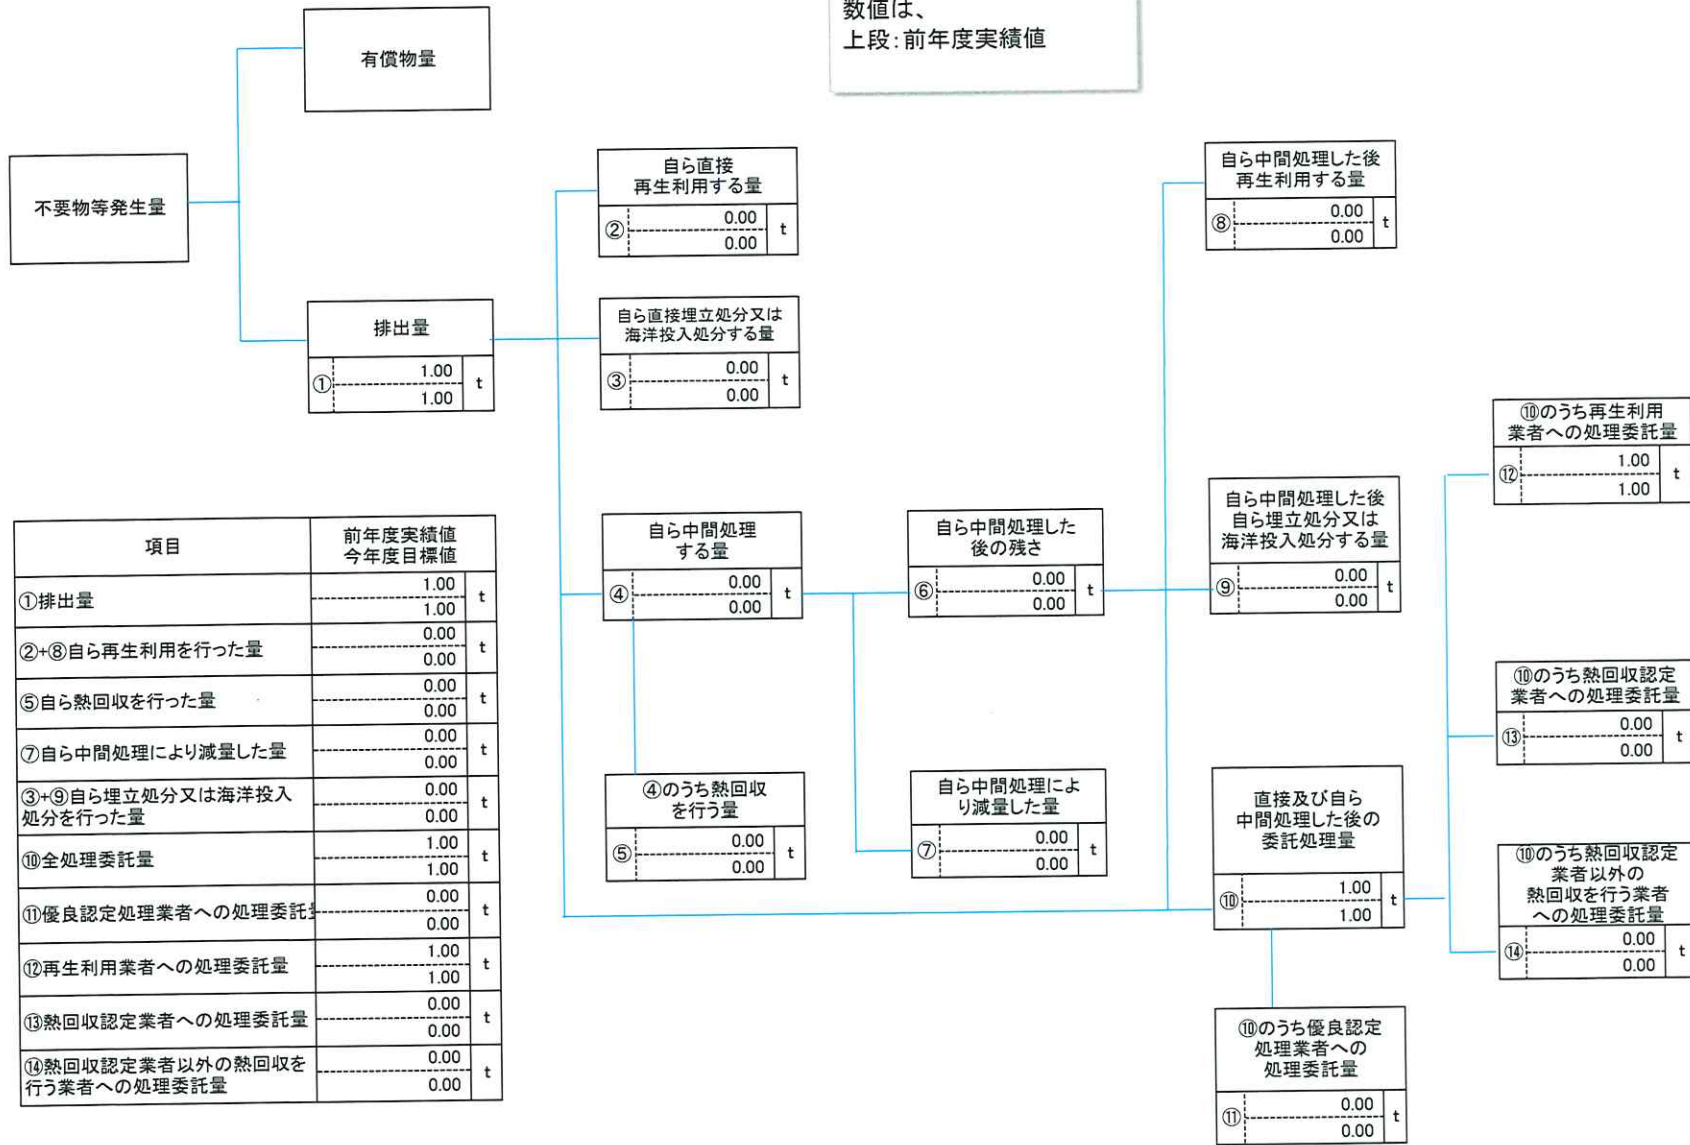 数値は、
上段:前年度実績値
有償物量
不要物等発生量
排出量
① 1.00 t
1.00
自ら直接
再生利用する量
② 0.00 t
0.00
自ら直接埋立処分又は
海洋投入処分する量
③ 0.00 t
0.00
自ら中間処理
する量
④ 0.00 t
0.00
④のうち熱回収
を行う量
⑤ 0.00 t
0.00
自ら中間処理した
後の残さ
⑥ 0.00 t
0.00
自ら中間処理によ
り減量した量
⑦ 0.00 t
0.00
自ら中間処理した後
再生利用する量
⑧ 0.00 t
0.00
自ら中間処理した後
自ら埋立処分又は
海洋投入処分する量
⑨ 0.00 t
0.00
直接及び自ら
中間処理した後の
委託処理量
⑩ 1.00 t
1.00
⑩のうち優良認定
処理業者への
処理委託量
⑪ 0.00 t
0.00
⑩のうち再生利用
業者への処理委託量
⑫ 1.00 t
1.00
⑩のうち熱回収認定
業者への処理委託量
⑬ 0.00 t
0.00
⑩のうち熱回収認定
業者以外の
熱回収を行う業者
への処理委託量
⑭ 0.00 t
0.00
項目 前年度実績値
今年度目標値
①排出量 1.00 t
1.00
②+⑧自ら再生利用を行った量 0.00 t
0.00
⑤自ら熱回収を行った量 0.00 t
0.00
⑦自ら中間処理により減量した量 0.00 t
0.00
③+⑨自ら埋立処分又は海洋投入 0.00 t
処分を行った量 0.00
⑩全処理委託量 1.00 t
1.00
⑪優良認定処理業者への処理委託 0.00 t
0.00
⑫再生利用業者への処理委託量 1.00 t
1.00
⑬熱回収認定業者への処理委託量 0.00 t
0.00
⑭熱回収認定業者以外の熱回収を 0.00 t
行う業者への処理委託量 0.00